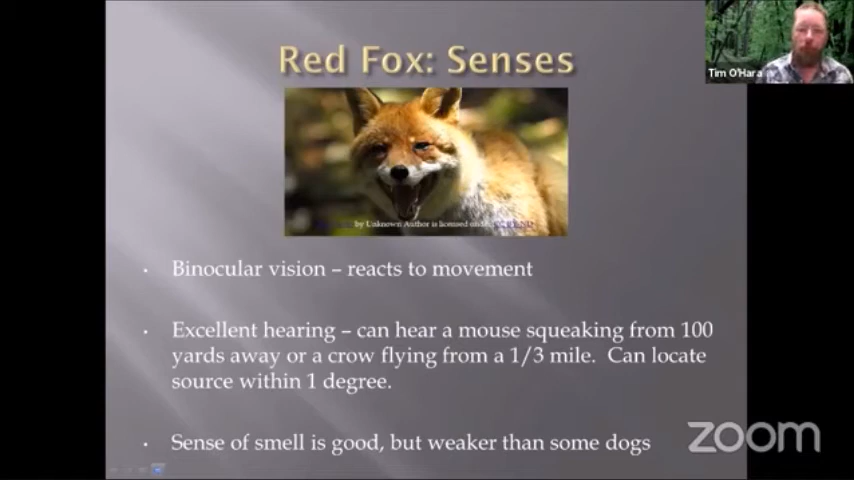 Red Fox: Senses
Tim O'Hara
by Unknown Author is licensed under
• Binocular vision – reacts to movement
• Excellent hearing – can hear a mouse squeaking from 100
yards away or a crow flying from a 1/3 mile. Can locate
source within 1 degree.
• Sense of smell is good, but weaker than some dogs
zoom